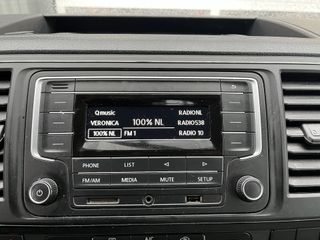 Qmusic RADIONL
VERONICA 100% NL RADIO538
100% NL FM 1 RADIO 10
PHONE LIST
FM/AM MEDIA MUTE SETUP
A/C